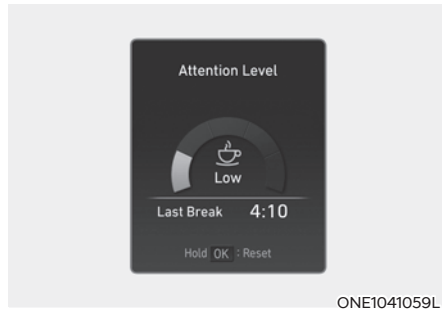 Attention Level
Low
Last Break 4:10
Hold OK : Reset
ONE1041059L